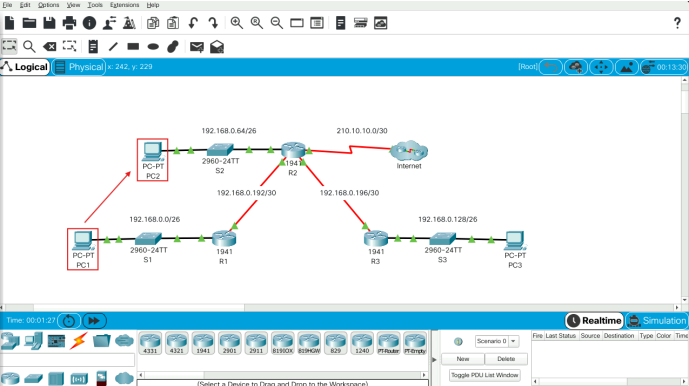 File Edit Options View Tools Extensions Help
?
Logical Physical x: 242, y: 229 [Root] 00:13:30
192.168.0.64/26 210.10.10.0/30
2960-24TT
S2
1941
R2
Internet
PC-PT
PC2
192.168.0.192/30 192.168.0.196/30
192.168.0.0/26 192.168.0.128/26
PC-PT
PC1
2960-24TT
S1
1941
R1
1941
R3
2960-24TT
S3
PC-PT
PC3
Time: 00:01:27 Realtime Simulation
4331 4321 1941 2901 2911 819IOX 819HGW 829 1240 PT-Router PT-Empty
Scenario 0
New Delete
Toggle PDU List Window
Fire Last Status Source Destination Type Color Time
(Select a Device to Drag and Drop to the Workspace)